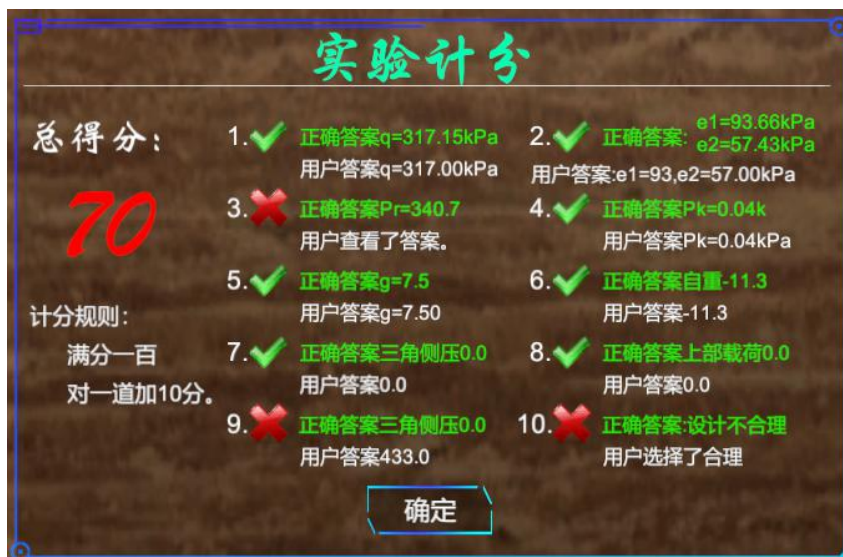 实验计分
总得分:
70
计分规则:
满分一百
对一道加10分。
1. 正确答案q=317.15kPa
用户答案q=317.00kPa
2. 正确答案: e1=93.66kPa
e2=57.43kPa
用户答案:e1=93,e2=57.00kPa
3. 正确答案Pr=340.7
用户查看了答案。
4. 正确答案Pk=0.04k
用户答案Pk=0.04kPa
5. 正确答案g=7.5
用户答案g=7.50
6. 正确答案自重-11.3
用户答案-11.3
7. 正确答案三角侧压0.0
用户答案0.0
8. 正确答案上部载荷0.0
用户答案0.0
9. 正确答案三角侧压0.0
用户答案433.0
10. 正确答案:设计不合理
用户选择了合理
确定